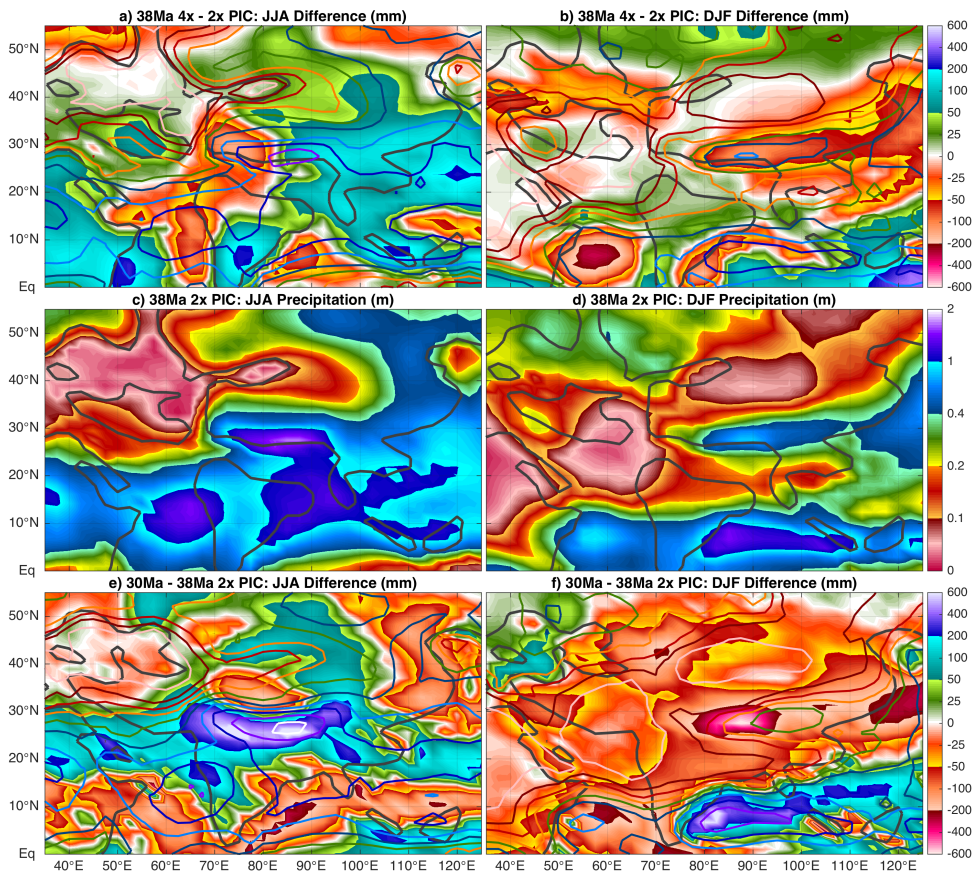 a) 38Ma 4x - 2x PIC: JJA Difference (mm)
b) 38Ma 4x - 2x PIC: DJF Difference (mm)
50°N
40°N
30°N
20°N
10°N
Eq
600
400
200
100
50
25
0
-25
-50
-100
-200
-400
-600
c) 38Ma 2x PIC: JJA Precipitation (m)
d) 38Ma 2x PIC: DJF Precipitation (m)
50°N
40°N
30°N
20°N
10°N
Eq
2
1
0.4
0.2
0.1
0
e) 30Ma - 38Ma 2x PIC: JJA Difference (mm)
f) 30Ma - 38Ma 2x PIC: DJF Difference (mm)
50°N
40°N
30°N
20°N
10°N
Eq
600
400
200
100
50
25
0
-25
-50
-100
-200
-400
-600
40°E 50°E 60°E 70°E 80°E 90°E 100°E 110°E 120°E
40°E 50°E 60°E 70°E 80°E 90°E 100°E 110°E 120°E